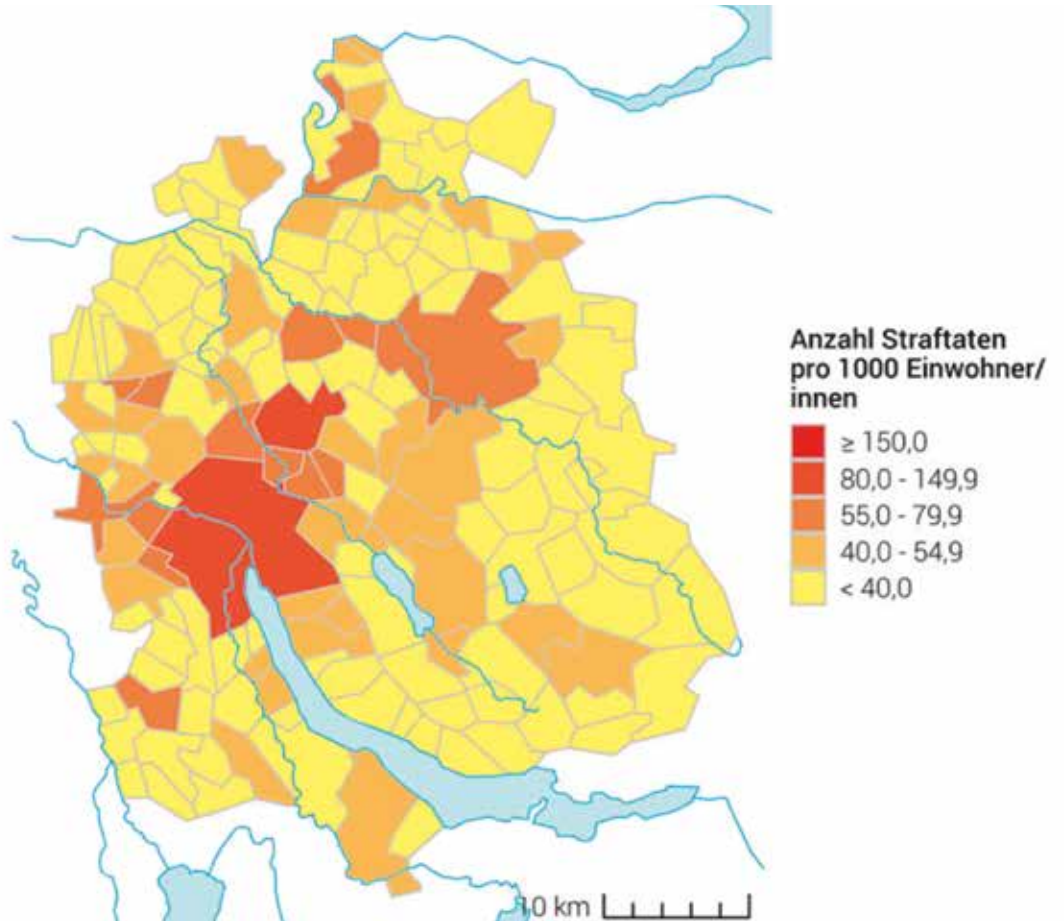 Anzahl Straftaten
pro 1000 Einwohner/
innen
≥ 150,0
80,0 - 149,9
55,0 - 79,9
40,0 - 54,9
< 40,0
10 km